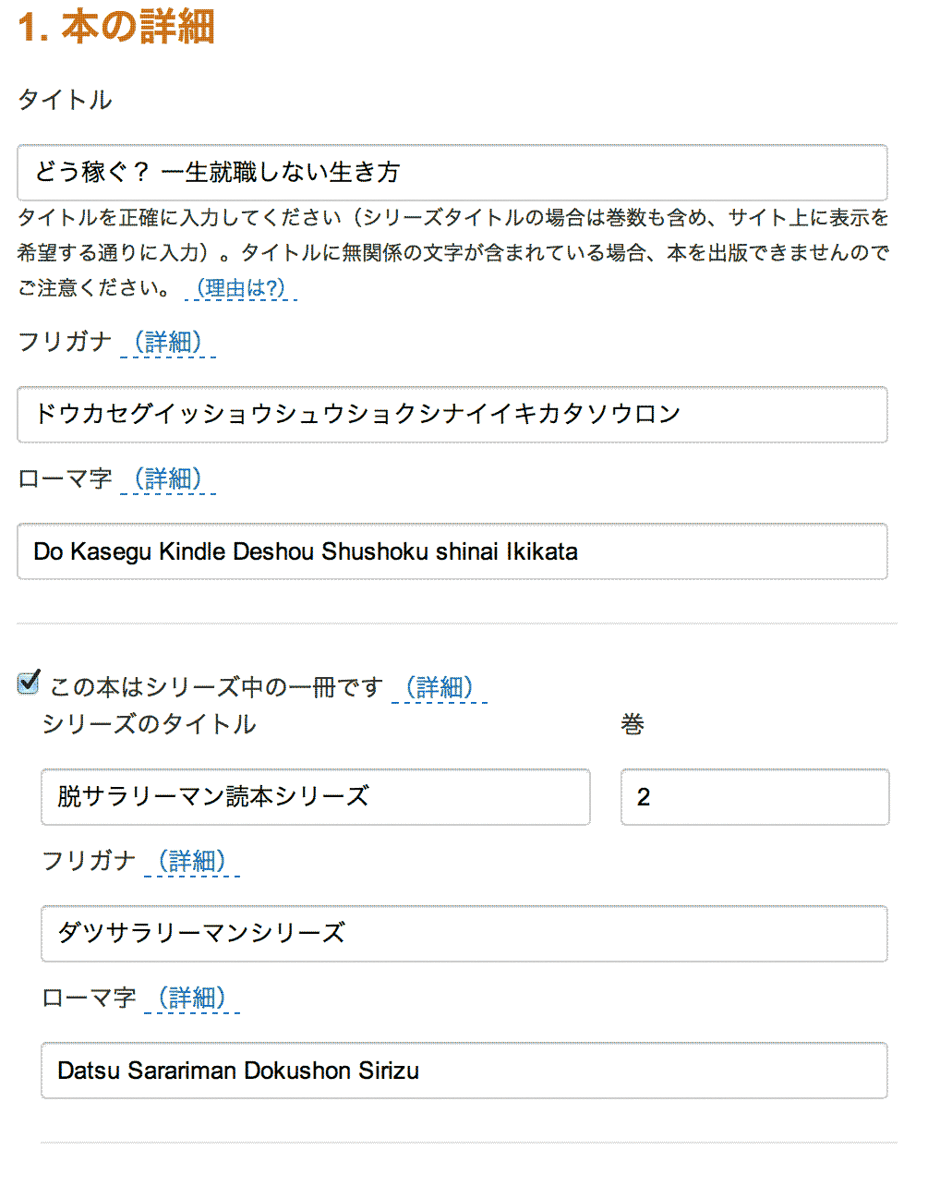 1. 本の詳細
タイトル
どう稼ぐ？ 一生就職しない生き方
タイトルを正確に入力してください（シリーズタイトルの場合は巻数も含め、サイト上に表示を
希望する通りに入力）。タイトルに無関係の文字が含まれている場合、本を出版できませんので
ご注意ください。 （理由は?）
フリガナ （詳細）
ドウカセグイッショウシュウショクシナイイキカタソウロン
ローマ字 （詳細）
Do Kasegu Kindle Deshou Shushoku shinai Ikikata
この本はシリーズ中の一冊です （詳細）
シリーズのタイトル 巻
脱サラリーマン読本シリーズ 2
フリガナ （詳細）
ダツサラリーマンシリーズ
ローマ字 （詳細）
Datsu Sarariman Dokushon Sirizu